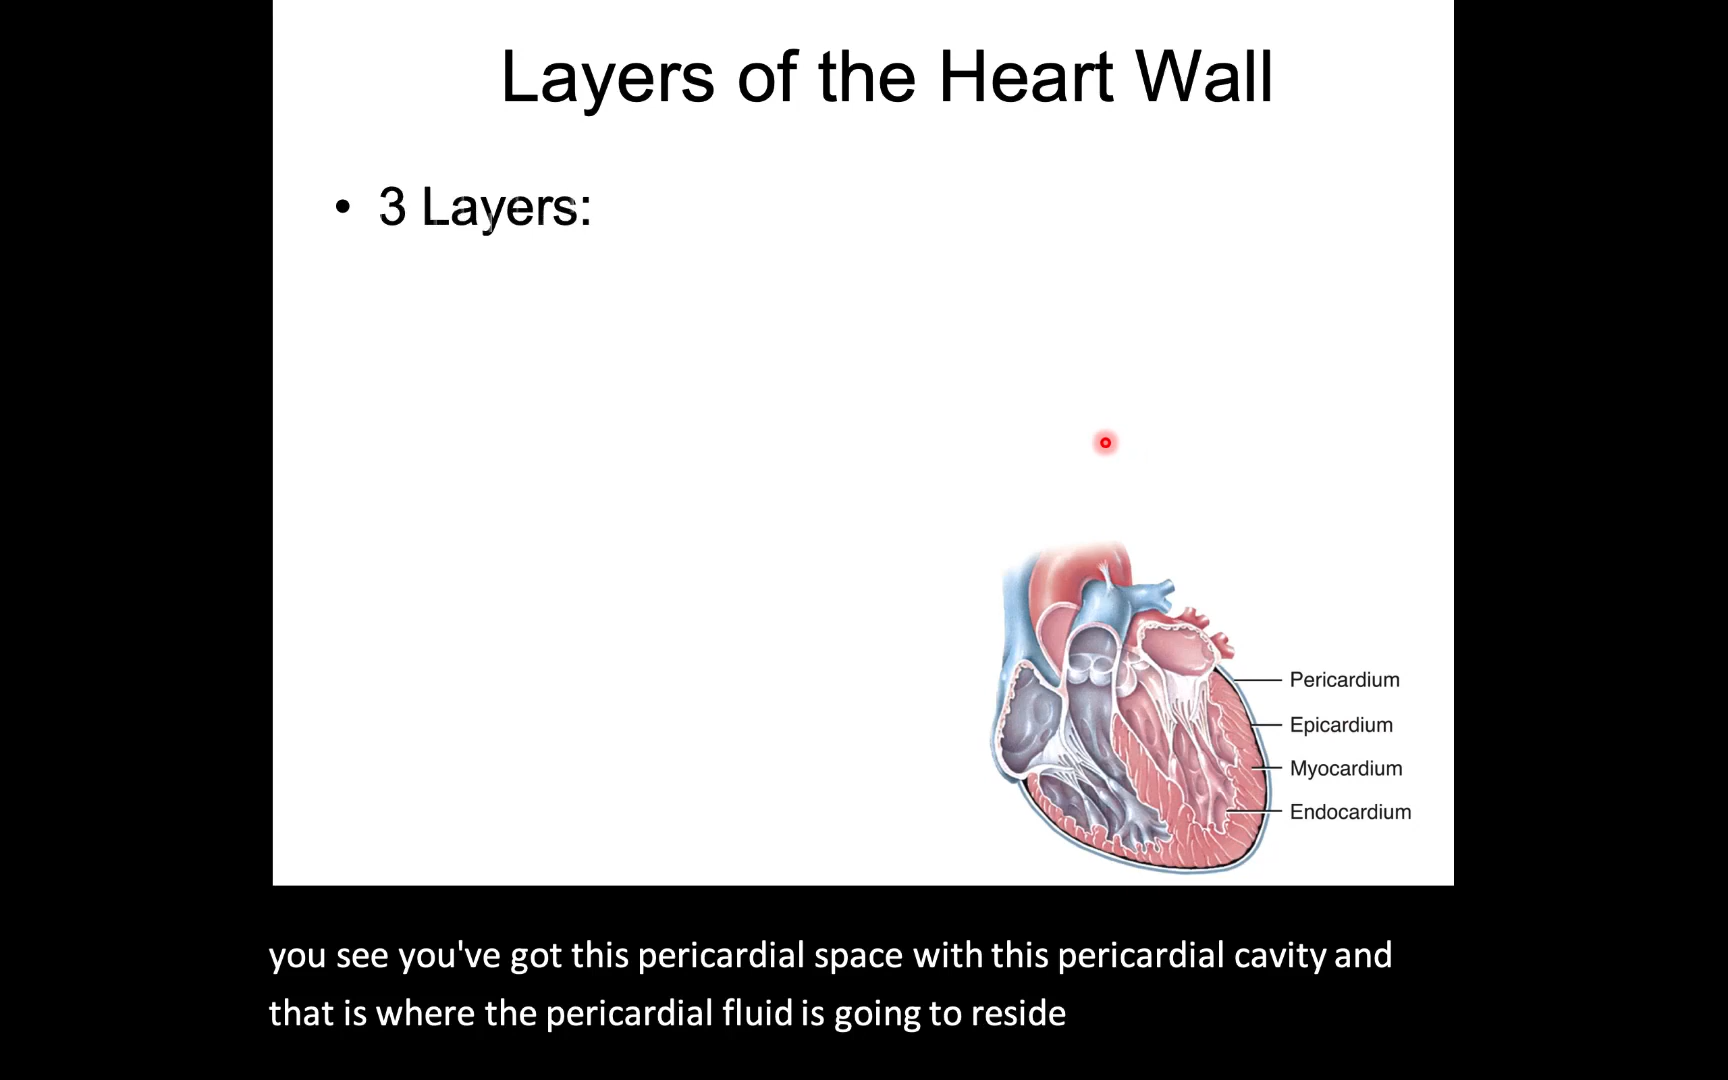 Layers of the Heart Wall
• 3 Layers:
Pericardium
Epicardium
Myocardium
Endocardium
you see you've got this pericardial space with this pericardial cavity and
that is where the pericardial fluid is going to reside